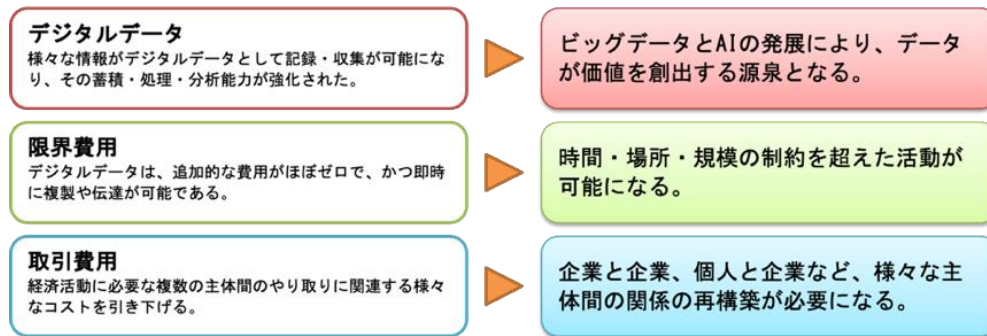 デジタルデータ
様々な情報がデジタルデータとして記録・収集が可能にな
り、その蓄積・処理・分析能力が強化された。
ビッグデータとAIの発展により、データ
が価値を創出する源泉となる。
限界費用
デジタルデータは、追加的な費用がほぼゼロで、かつ即時
に複製や伝達が可能である。
時間・場所・規模の制約を超えた活動が
可能になる。
取引費用
経済活動に必要な複数の主体間のやり取りに関連する様々
なコストを引き下げる。
企業と企業、個人と企業など、様々な主
体間の関係の再構築が必要になる。